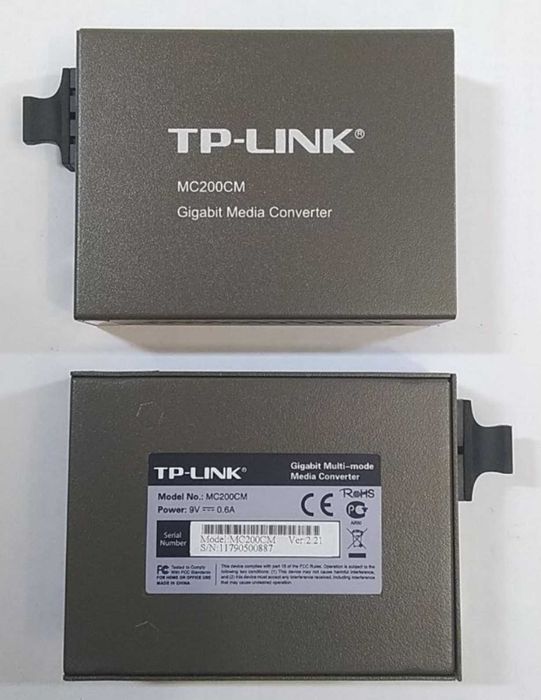 TP-LINK®
MC200CM
Gigabit Media Converter
TP-LINK®
Gigabit Multi-mode
Media Converter
Model No.: MC200CM
Power: 9V ⎓ 0.6A
CE
RoHS
Serial
Number
Model:MC200CM Ver:2.21
S/N:11790500887
FC Tested to Comply
With FCC Standards
FOR HOME OR OFFICE USE
MADE IN CHINA
This device complies with part 15 of the FCC Rules. Operation is subject to the
following two conditions: (1) This device may not cause harmful interference,
and (2) this device must accept any interference received, including interference
that may cause undesired operation.